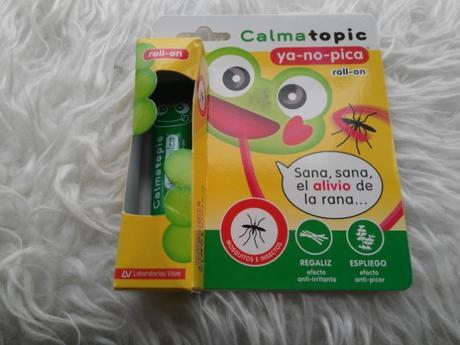 Calmatopic
ya-no-pica
roll-on
roll-on
Calmatopic
Sana, sana,
el alivio de
la rana...
MOSQUITOS E INSECTOS
REGALIZ
efecto
anti-irritante
ESPLIEGO
efecto
anti-picor
LV Laboratorios Viñas